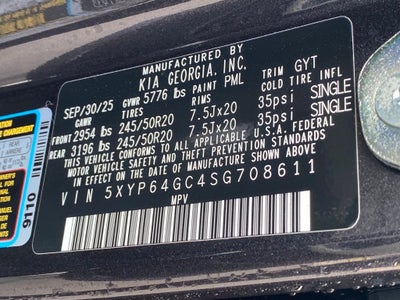 MANUFACTURED BY
KIA GEORGIA, INC.
SEP/30/25 GVWR 5776 lbs PAINT PML TRIM GYT
GAWR TIRES RIMS COLD TIRE INFL
FRONT 2954 lbs 245/50R20 7.5Jx20 35psi SINGLE
REAR 3196 lbs 245/50R20 7.5Jx20 35psi SINGLE
THIS VEHICLE CONFORMS TO ALL APPLICABLE U.S. FEDERAL
MOTOR VEHICLE SAFETY AND THEFT PREVENTION STANDARDS
IN EFFECT ON THE DATE OF MANUFACTURE SHOWN ABOVE
VIN 5XYP64GC4SG708611
MPV
9110